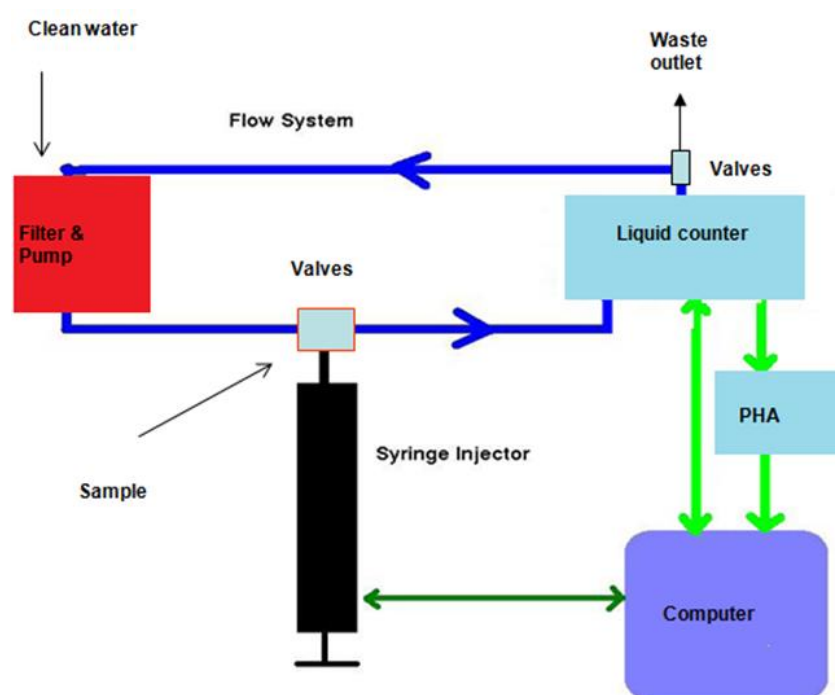 Clean water
Waste
outlet
Flow System
Valves
Filter &
Pump
Liquid counter
Valves
PHA
Syringe Injector
Sample
Computer